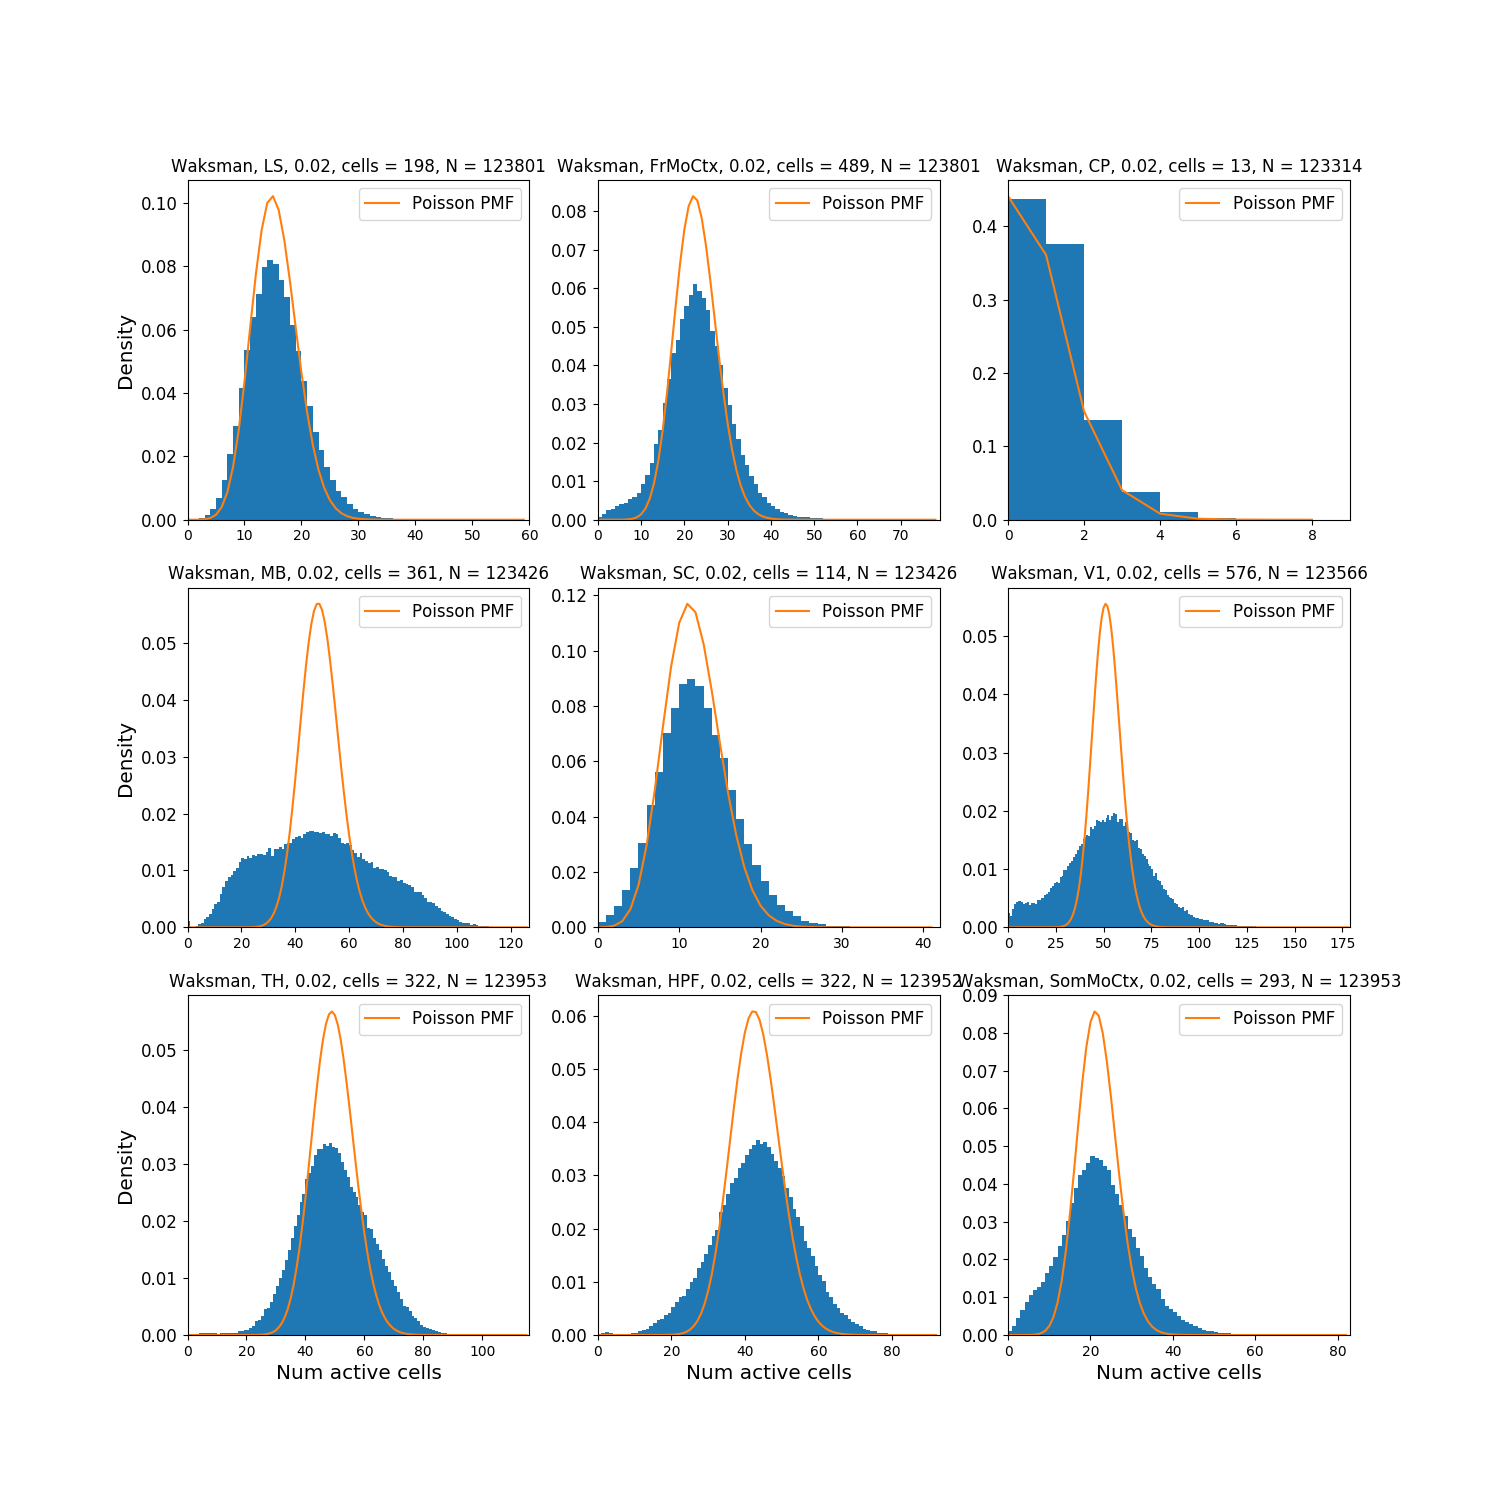 Waksman, LS, 0.02, cells = 198, N = 123801
Waksman, FrMoCtx, 0.02, cells = 489, N = 123801
Waksman, CP, 0.02, cells = 13, N = 123314
Poisson PMF
Poisson PMF
Poisson PMF
Density
0.10
0.08
0.06
0.04
0.02
0.00
0 10 20 30 40 50 60
0.08
0.07
0.06
0.05
0.04
0.03
0.02
0.01
0.00
0 10 20 30 40 50 60 70
0.4
0.3
0.2
0.1
0.0
0 2 4 6 8
Waksman, MB, 0.02, cells = 361, N = 123426
Waksman, SC, 0.02, cells = 114, N = 123426
Waksman, V1, 0.02, cells = 576, N = 123566
Poisson PMF
Poisson PMF
Poisson PMF
Density
0.05
0.04
0.03
0.02
0.01
0.00
0 20 40 60 80 100 120
0.12
0.10
0.08
0.06
0.04
0.02
0.00
0 10 20 30 40
0.05
0.04
0.03
0.02
0.01
0.00
0 25 50 75 100 125 150 175
Waksman, TH, 0.02, cells = 322, N = 123953
Waksman, HPF, 0.02, cells = 322, N = 123952
Waksman, SomMoCtx, 0.02, cells = 293, N = 123953
Poisson PMF
Poisson PMF
Poisson PMF
Density
0.05
0.04
0.03
0.02
0.01
0.00
0 20 40 60 80 100
Num active cells
0.06
0.05
0.04
0.03
0.02
0.01
0.00
0 20 40 60 80
Num active cells
0.09
0.08
0.07
0.06
0.05
0.04
0.03
0.02
0.01
0.00
0 20 40 60 80
Num active cells